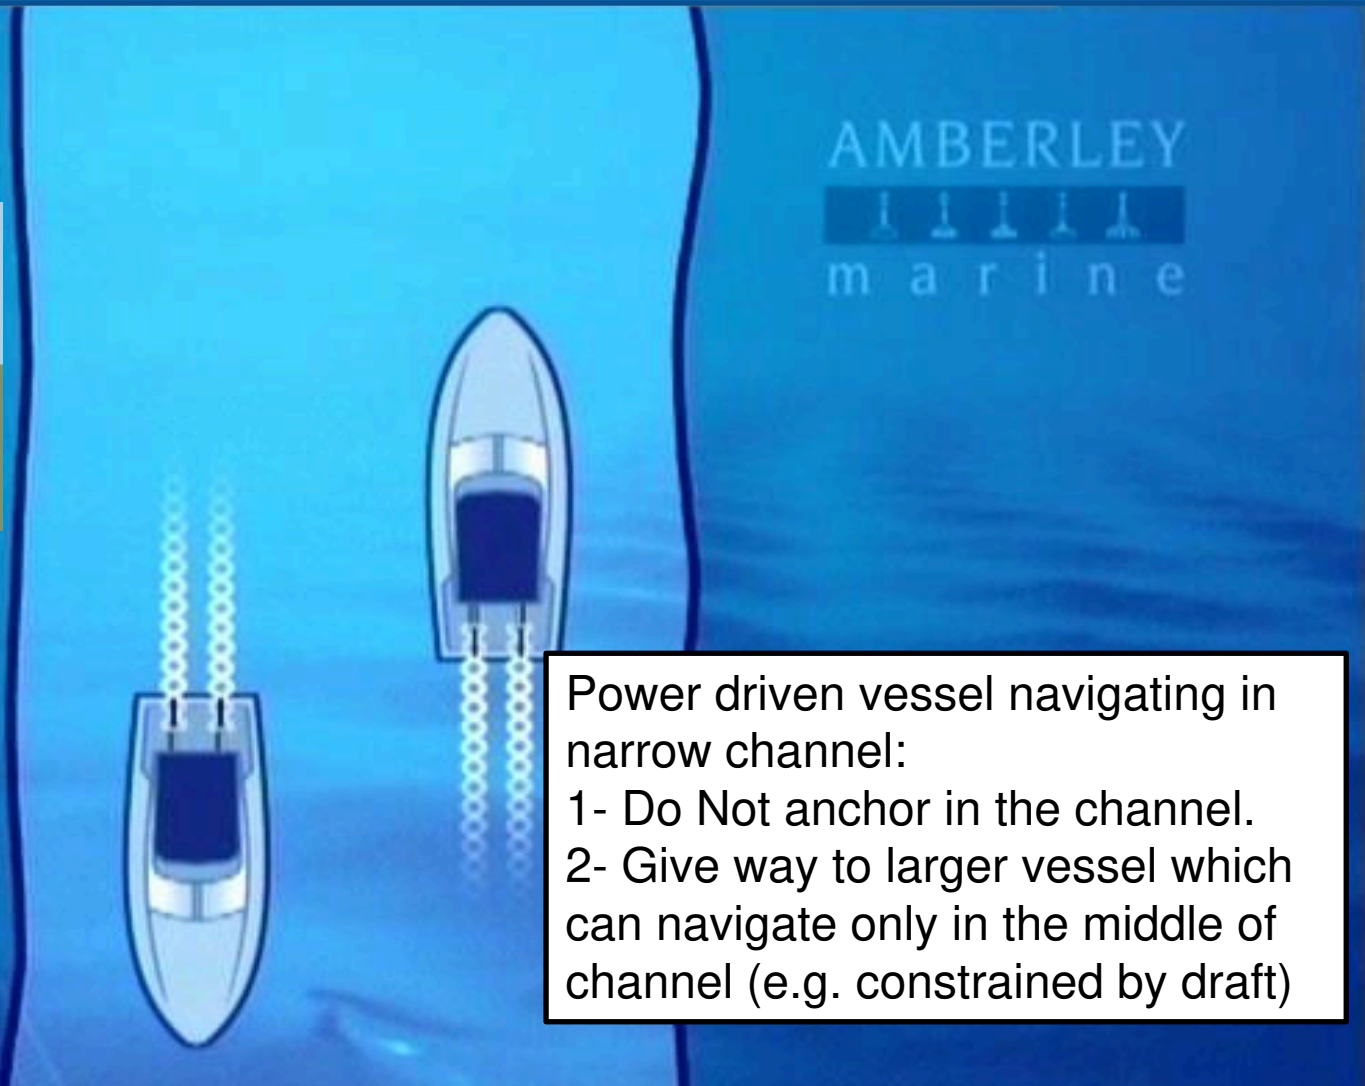 AMBERLEY
marine
Power driven vessel navigating in
narrow channel:
1- Do Not anchor in the channel.
2- Give way to larger vessel which
can navigate only in the middle of
channel (e.g. constrained by draft)